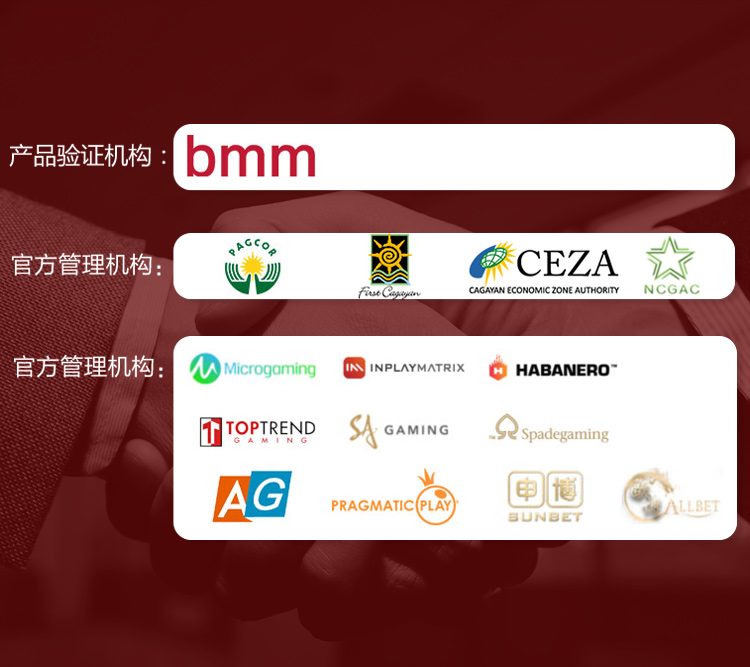 产品验证机构：
bmm
官方管理机构：
PAGCOR
First Cagayan
CEZA
CAGAYAN ECONOMIC ZONE AUTHORITY
NCGAC
官方管理机构：
Microgaming
INPLAYMATRIX
HABANERO™
TOPTREND
GAMING
SA GAMING
™ Spadegaming
AG
PRAGMATIC PLAY
申博
SUNBET
ALLBET